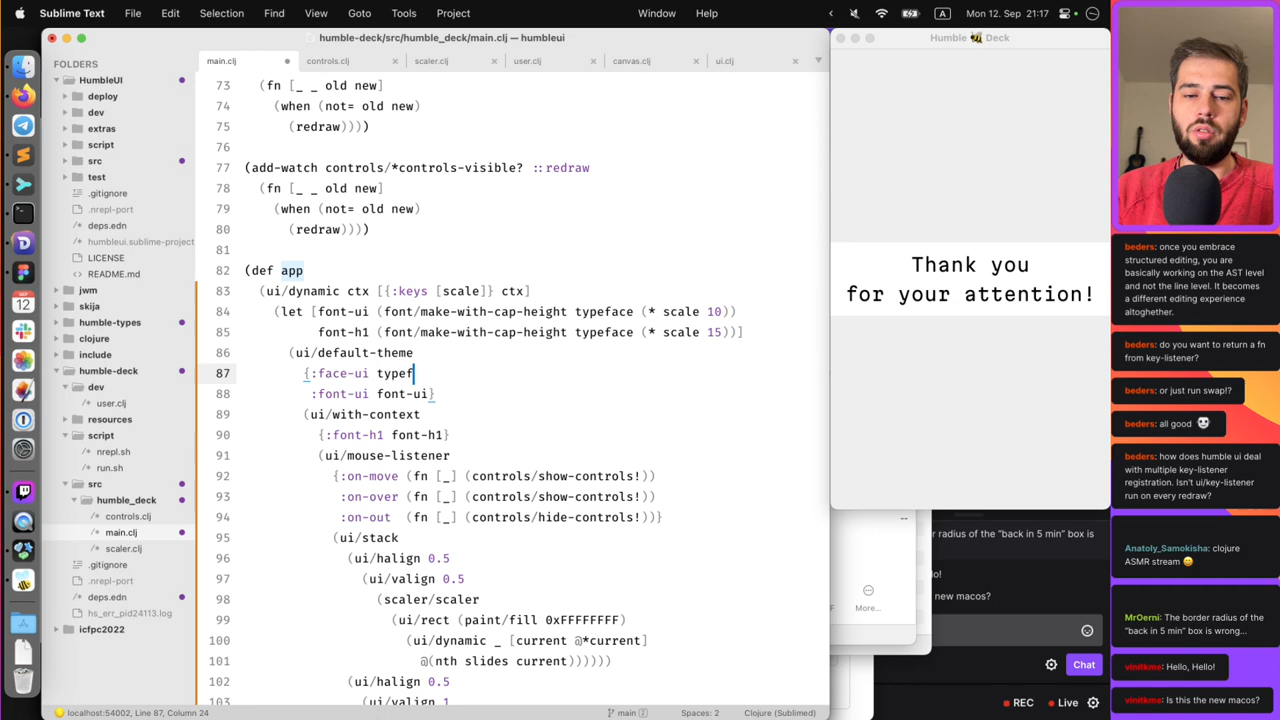 Sublime Text File Edit Selection Find View Goto Tools Project Window Help A Mon 12. Sep 21:17
humble-deck/src/humble_deck/main.clj — humbleui
FOLDERS
HumbleUI
deploy
dev
extras
script
src
test
.gitignore
.nrepl-port
deps.edn
humbleui.sublime-project
LICENSE
README.md
jwm
skija
humble-types
clojure
include
humble-deck
dev
user.clj
resources
script
nrepl.sh
run.sh
src
humble_deck
controls.clj
main.clj
scaler.clj
.gitignore
.nrepl-port
deps.edn
hs_err_pid24113.log
icfpc2022
SEP
12
main.clj controls.clj scaler.clj user.clj canvas.clj ui.clj
73 (fn [_ _ old new]
74 (when (not= old new)
75 (redraw))))
76
77 (add-watch controls/*controls-visible? ::redraw
78 (fn [_ _ old new]
79 (when (not= old new)
80 (redraw))))
81
82 (def app
83 (ui/dynamic ctx [{:keys [scale]} ctx]
84 (let [font-ui (font/make-with-cap-height typeface (* scale 10))
85 font-h1 (font/make-with-cap-height typeface (* scale 15))]
86 (ui/default-theme
87 {:face-ui typef
88 :font-ui font-ui}
89 (ui/with-context
90 {:font-h1 font-h1}
91 (ui/mouse-listener
92 {:on-move (fn [_] (controls/show-controls!))
93 :on-over (fn [_] (controls/show-controls!))
94 :on-out (fn [_] (controls/hide-controls!))}
95 (ui/stack
96 (ui/halign 0.5
97 (ui/valign 0.5
98 (scaler/scaler
99 (ui/rect (paint/fill 0xFFFFFFFF)
100 (ui/dynamic _ [current @*current]
101 @(nth slides current))))))
102 (ui/halign 0.5
103 (ui/valign 1
localhost:54002, Line 87, Column 24 main 2 Spaces: 2 Clojure (Sublimed)
Humble 🐝 Deck
Thank you
for your attention!
r radius of the "back in 5 min" box is
lo!
new macos?
More...
Chat
REC Live
beders: once you embrace
structured editing, you are
basically working on the AST level
and not the line level. It becomes
a different editing experience
altoghether.
beders: do you want to return a fn
from key-listener?
beders: or just run swap!?
beders: all good
beders: how does humble ui deal
with multiple key-listener
registration. Isn't ui/key-listener
run on every redraw?
Anatoly_Samokisha: clojure
ASMR stream 😄
MrOerni: The border radius of the
"back in 5 min" box is wrong...
vinitkme: Hello, Hello!
vinitkme: Is this the new macos?